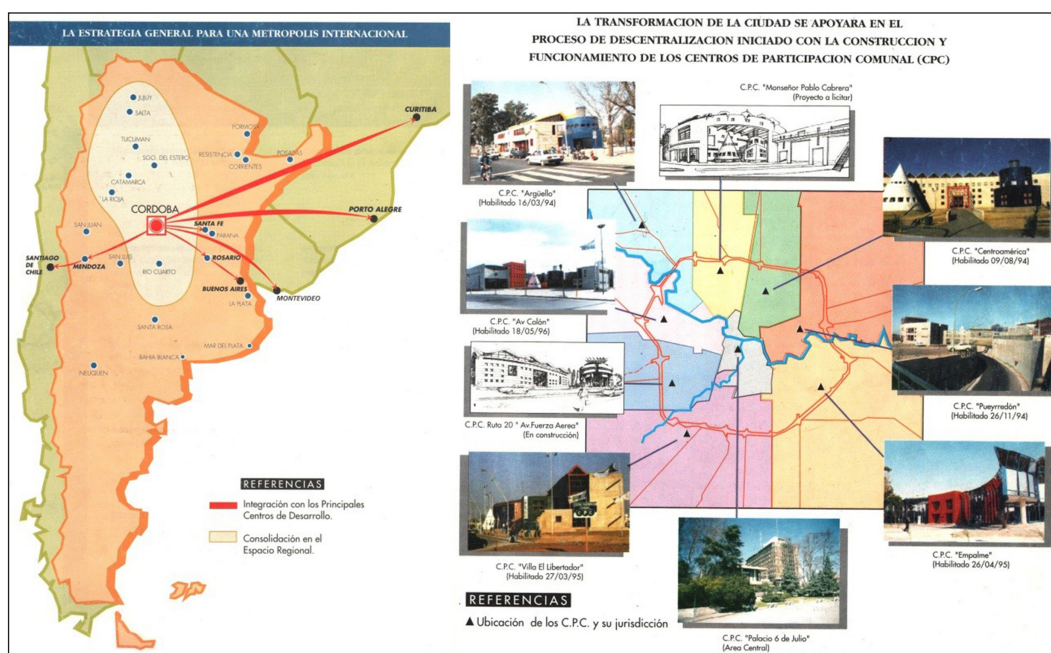 LA ESTRATEGIA GENERAL PARA UNA METROPOLIS INTERNACIONAL
JUJUY
SALTA
TUCUMAN
SGO. DEL ESTERO
CATAMARCA
LA RIOJA
CORDOBA
FORMOSA
RESISTENCIA
CORRIENTES
POSADAS
CURITIBA
PORTO ALEGRE
SAN JUAN
SANTA FE
PARANA
SANTIAGO
DE
CHILE
MENDOZA
SAN LUIS
RIO CUARTO
ROSARIO
BUENOS AIRES
MONTEVIDEO
LA PLATA
SANTA ROSA
MAR DEL PLATA
BAHIA BLANCA
NEUQUEN
REFERENCIAS
Integración con los Principales
Centros de Desarrollo.
Consolidación en el
Espacio Regional.
LA TRANSFORMACION DE LA CIUDAD SE APOYARA EN EL
PROCESO DE DESCENTRALIZACION INICIADO CON LA CONSTRUCCION Y
FUNCIONAMIENTO DE LOS CENTROS DE PARTICIPACION COMUNAL (CPC)
C.P.C. "Monseñor Pablo Cabrera"
(Proyecto a licitar)
C.P.C. "Argüello"
(Habilitado 16/03/94)
C.P.C. "Centroamérica"
(Habilitado 09/08/94)
C.P.C. "Av Colón"
(Habilitado 18/05/96)
C.P.C. "Pueyrredón"
(Habilitado 26/11/94)
C.P.C. Ruta 20 " Av.Fuerza Aerea"
(En construcción)
C.P.C. "Empalme"
(Habilitado 26/04/95)
C.P.C. "Villa El Libertador"
(Habilitado 27/03/95)
C.P.C. "Palacio 6 de Julio"
(Area Central)
REFERENCIAS
Ubicación de los C.P.C. y su jurisdicción